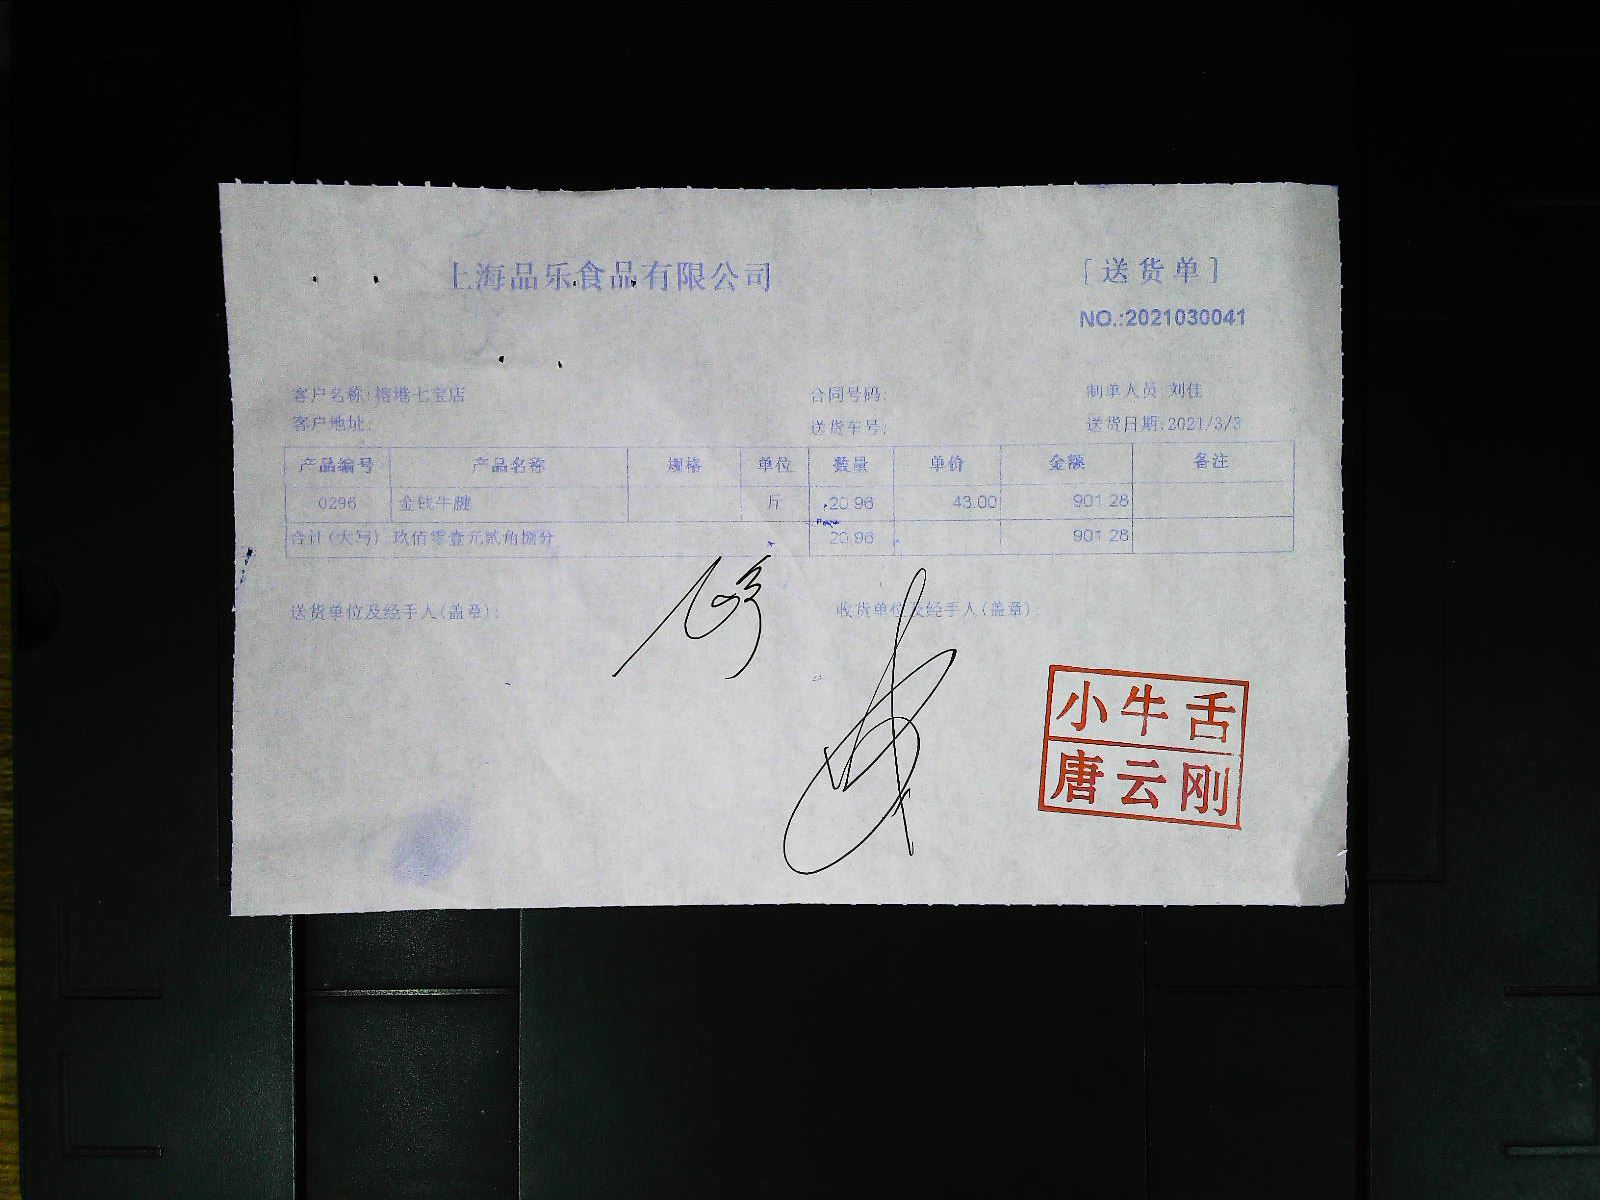 上海品乐食品有限公司
[送货单]
NO.:2021030041
客户名称:榕港七宝店 合同号码: 制单人员:刘佳
客户地址: 送货车号: 送货日期:2021/3/3
产品编号 产品名称 规格 单位 数量 单价 金额 备注
0296 金钱牛腱 斤 20.96 43.00 901.28
合计(大写) 玖佰零壹元贰角捌分 20.96 901.28
送货单位及经手人(盖章): 收货单位及经手人(盖章):
小牛舌
唐云刚